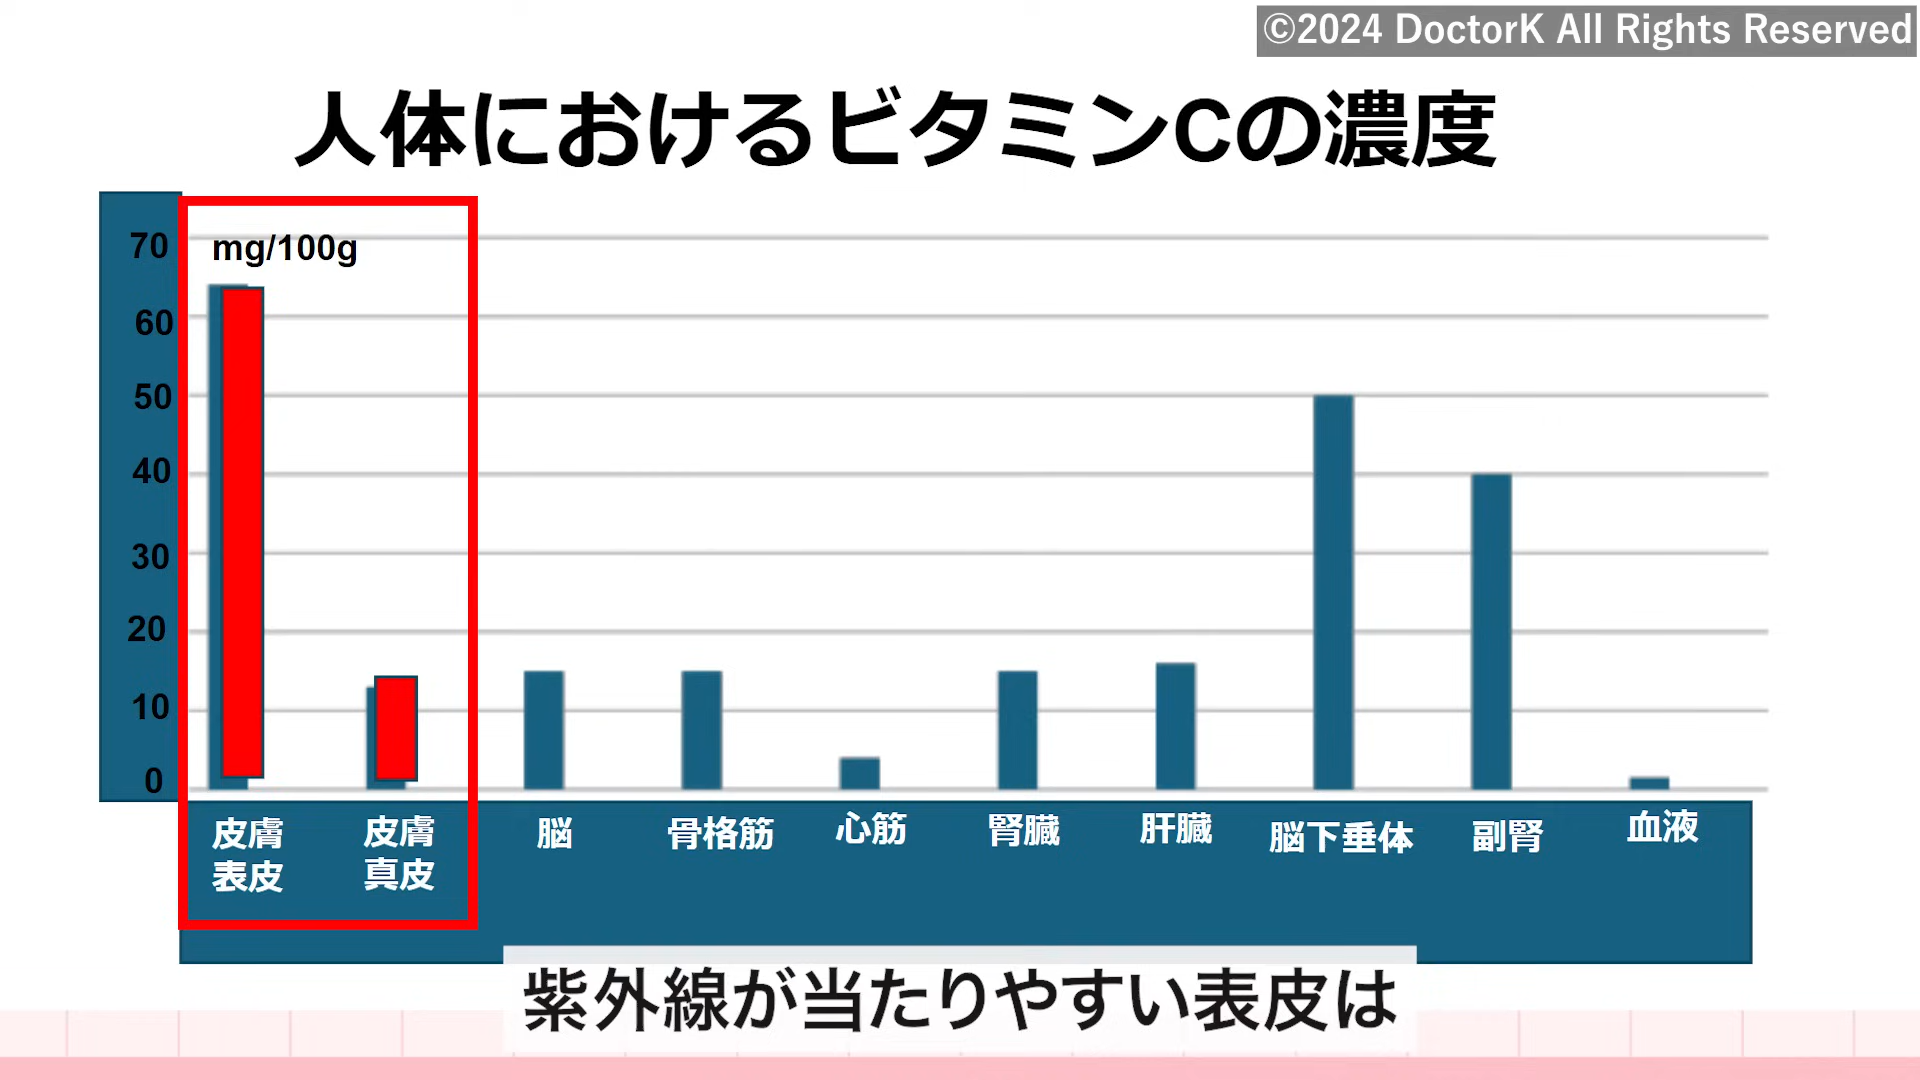 ©2024 DoctorK All Rights Reserved
人体におけるビタミンCの濃度
mg/100g
70
60
50
40
30
20
10
0
皮膚
表皮
皮膚
真皮
脳
骨格筋
心筋
腎臓
肝臓
脳下垂体
副腎
血液
紫外線が当たりやすい表皮は